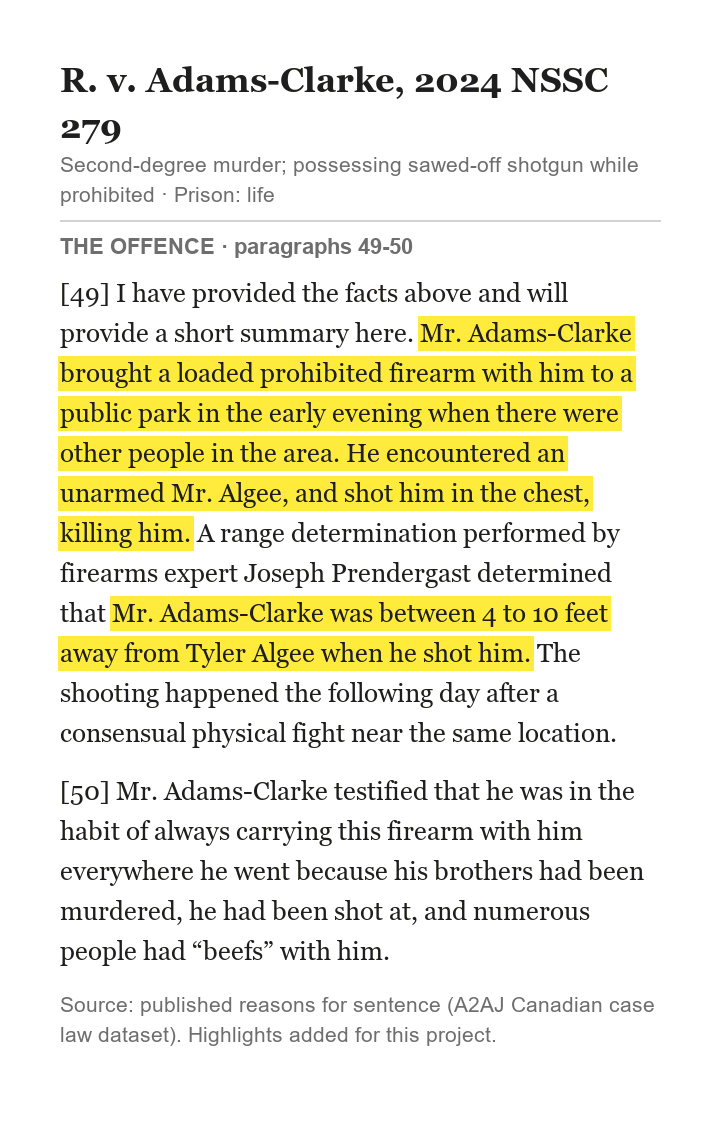 R. v. Adams-Clarke, 2024 NSSC
279
Second-degree murder; possessing sawed-off shotgun while
prohibited · Prison: life
THE OFFENCE · paragraphs 49-50
[49] I have provided the facts above and will
provide a short summary here. Mr. Adams-Clarke
brought a loaded prohibited firearm with him to a
public park in the early evening when there were
other people in the area. He encountered an
unarmed Mr. Algee, and shot him in the chest,
killing him. A range determination performed by
firearms expert Joseph Prendergast determined
that Mr. Adams-Clarke was between 4 to 10 feet
away from Tyler Algee when he shot him. The
shooting happened the following day after a
consensual physical fight near the same location.
[50] Mr. Adams-Clarke testified that he was in the
habit of always carrying this firearm with him
everywhere he went because his brothers had been
murdered, he had been shot at, and numerous
people had “beefs” with him.
Source: published reasons for sentence (A2AJ Canadian case
law dataset). Highlights added for this project.